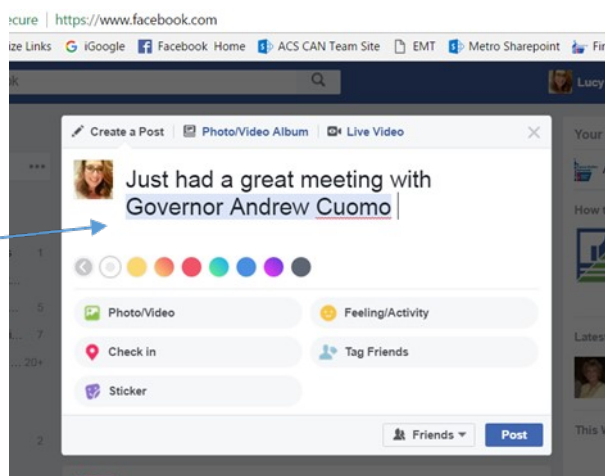 ecure | https://www.facebook.com
ize Links iGoogle Facebook Home ACS CAN Team Site EMT Metro Sharepoint Fir
Lucy
Create a Post Photo/Video Album Live Video
Your
Just had a great meeting with
Governor Andrew Cuomo
How t
1
5
7
20+
2
Photo/Video Feeling/Activity
Check in Tag Friends
Sticker
Lates
This W
Friends Post